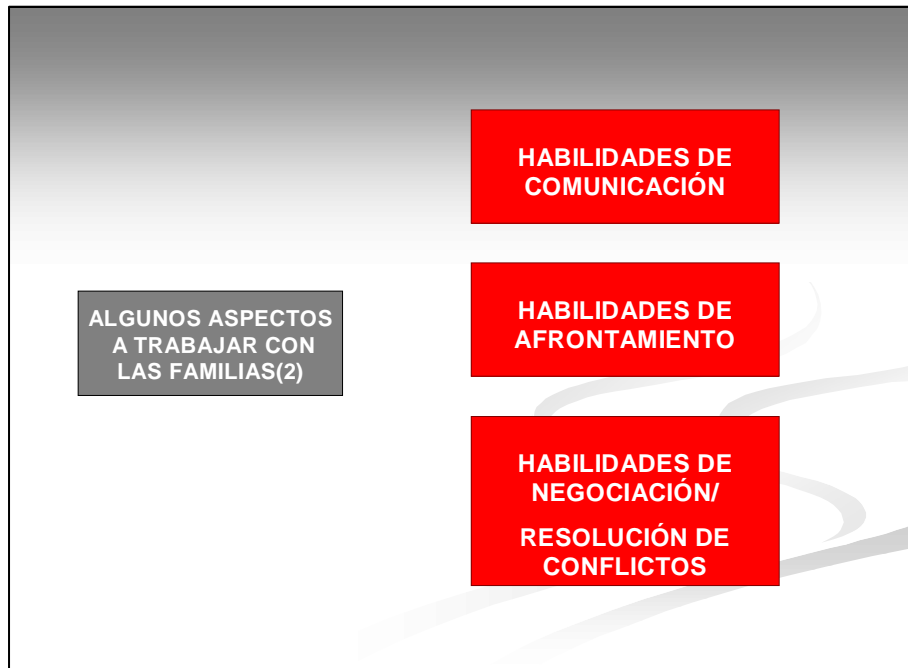 ALGUNOS ASPECTOS
A TRABAJAR CON
LAS FAMILIAS(2)
HABILIDADES DE
COMUNICACIÓN
HABILIDADES DE
AFRONTAMIENTO
HABILIDADES DE
NEGOCIACIÓN/
RESOLUCIÓN DE
CONFLICTOS